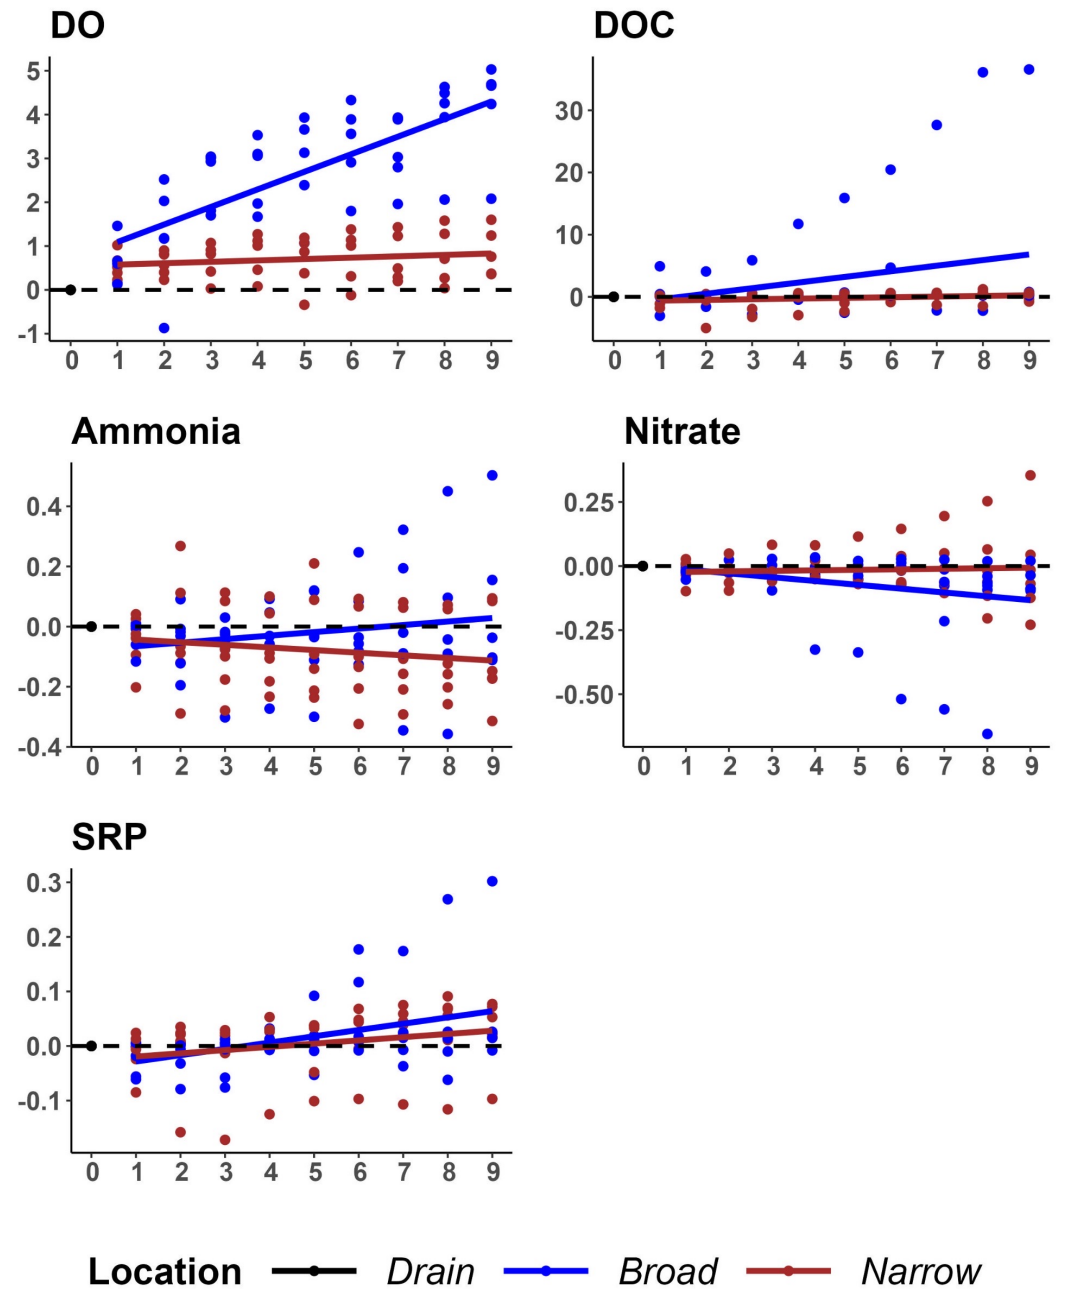 DO
5
4
3
2
1
0
-1
0 1 2 3 4 5 6 7 8 9
DOC
30
20
10
0
0 1 2 3 4 5 6 7 8 9
Ammonia
0.4
0.2
0.0
-0.2
-0.4
0 1 2 3 4 5 6 7 8 9
Nitrate
0.25
0.00
-0.25
-0.50
0 1 2 3 4 5 6 7 8 9
SRP
0.3
0.2
0.1
0.0
-0.1
0 1 2 3 4 5 6 7 8 9
Location Drain Broad Narrow